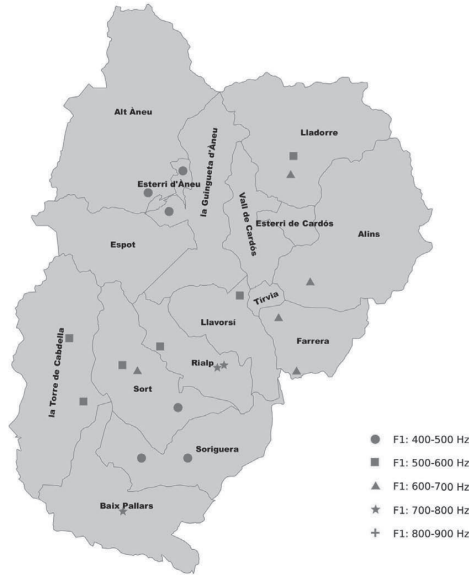 Alt Àneu
Lladorre
la Guingueta d'Àneu
Esterri d'Àneu
Vall de Cardós
Esterri de Cardós
Alins
Espot
Tírvia
Llavorsí
la Torre de Cabdella
Farrera
Rialp
Sort
Soriguera
Baix Pallars
F1: 400-500 Hz
F1: 500-600 Hz
F1: 600-700 Hz
F1: 700-800 Hz
F1: 800-900 Hz